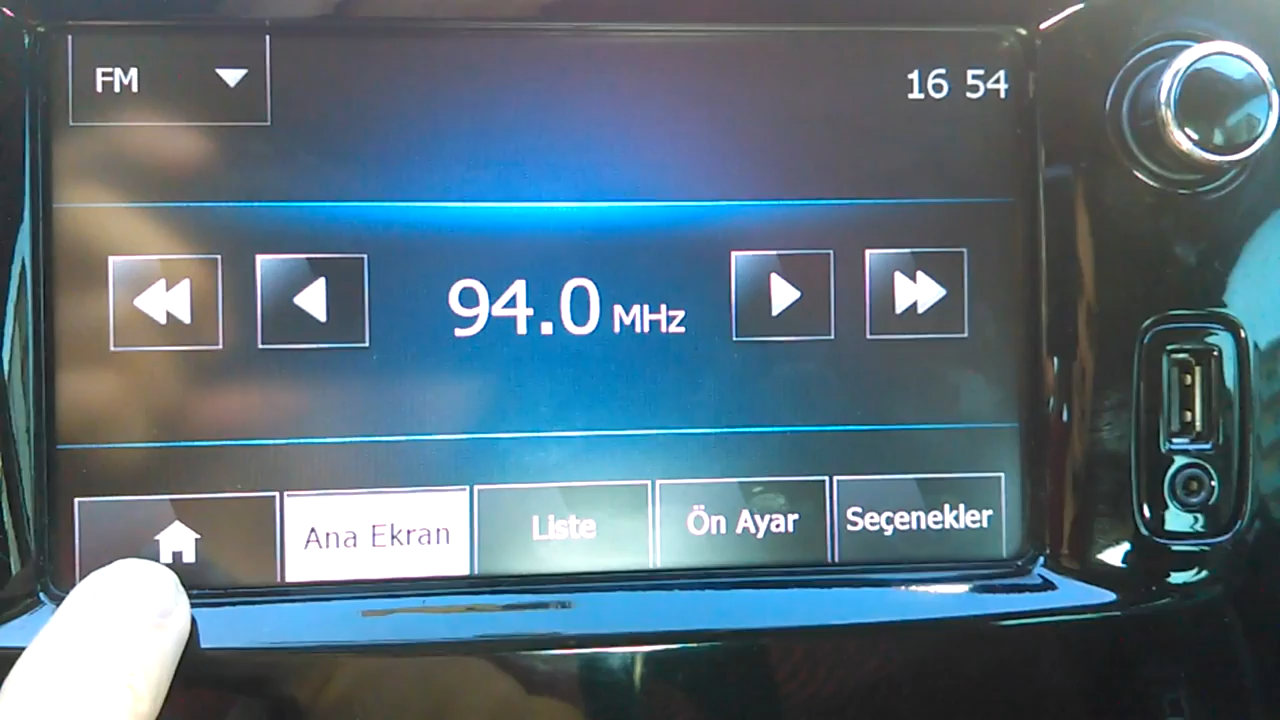 FM
16 54
94.0 MHz
Ana Ekran
Liste
Ön Ayar
Seçenekler